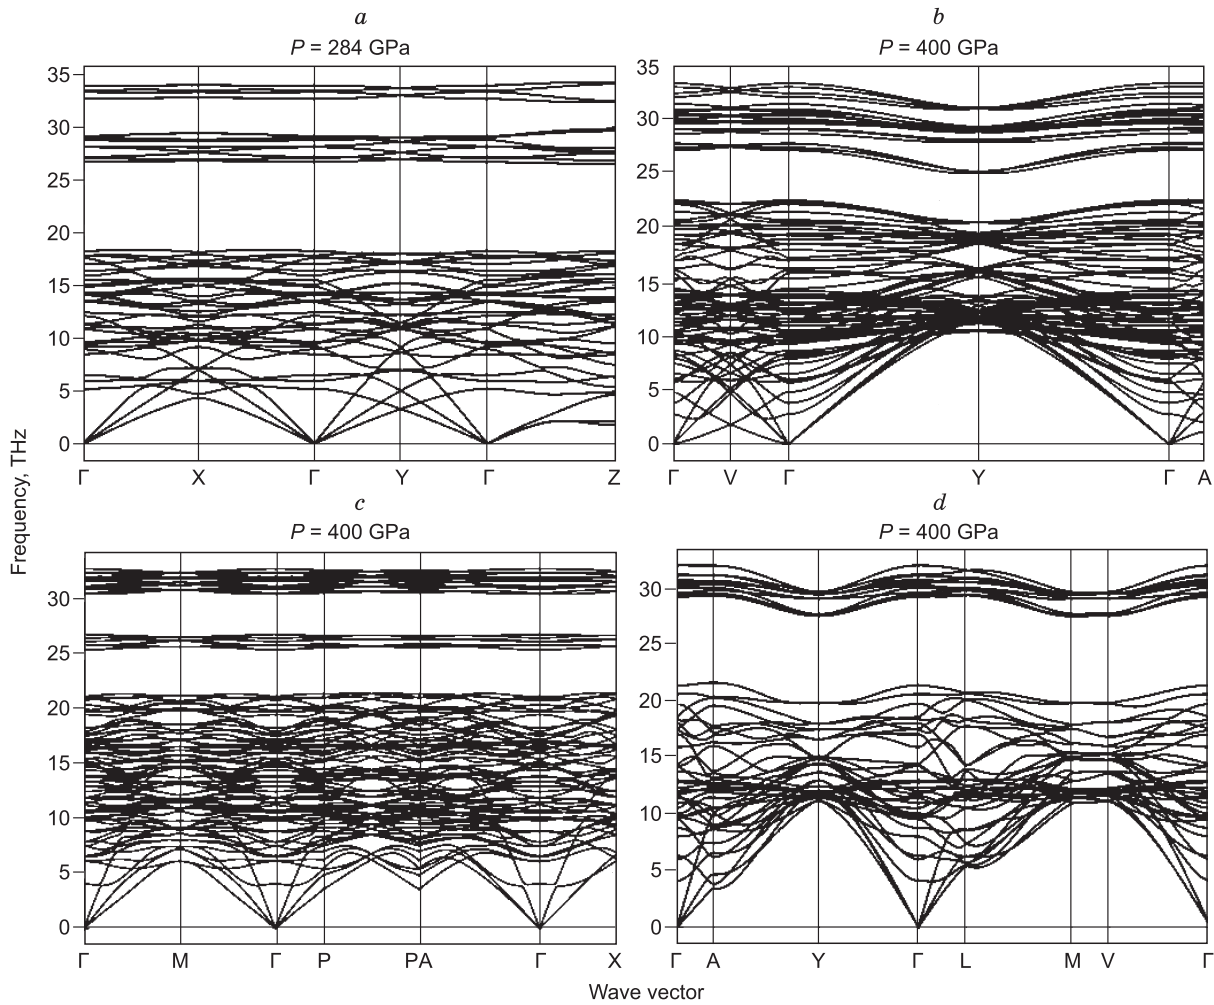 a
P = 284 GPa
35
30
25
20
15
10
5
0
Γ X Γ Y Γ Z
b
P = 400 GPa
35
30
25
20
15
10
5
0
Γ V Γ Y Γ A
Frequency, THz
c
P = 400 GPa
30
25
20
15
10
5
0
Γ M Γ P PA Γ X
d
P = 400 GPa
30
25
20
15
10
5
0
Γ A Y Γ L M V Γ
Wave vector